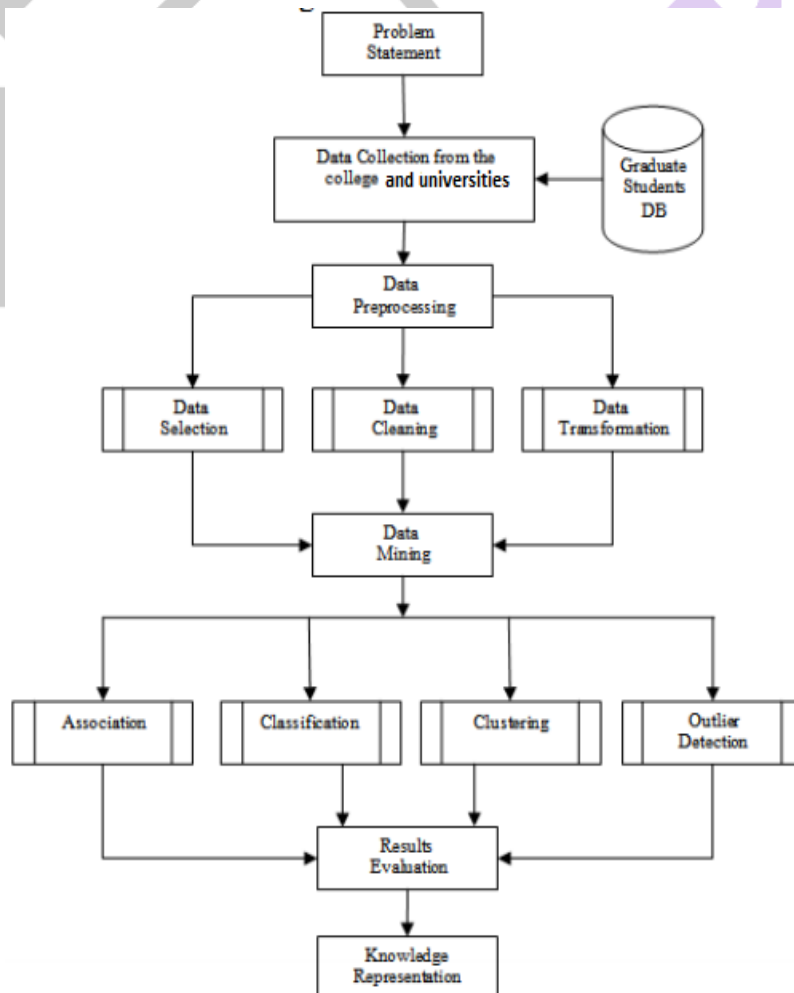 Problem
Statement
Data Collection from the
college and universities
Graduate
Students
DB
Data
Preprocessing
Data
Selection
Data
Cleaning
Data
Transformation
Data
Mining
Association
Classification
Clustering
Outlier
Detection
Results
Evaluation
Knowledge
Representation